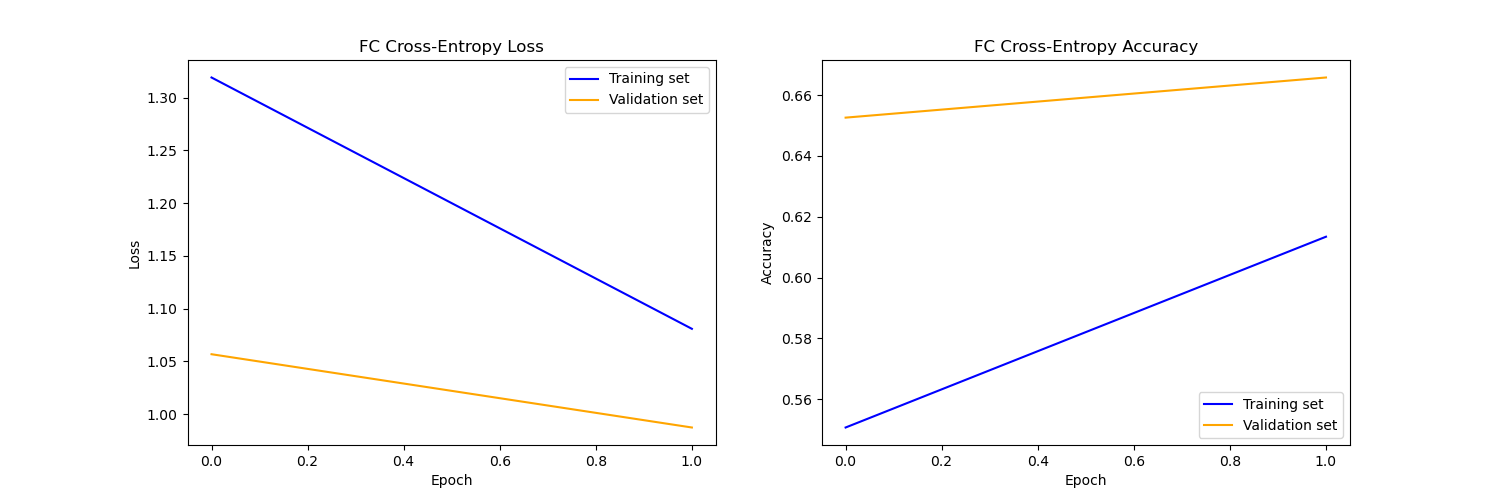 FC Cross-Entropy Loss
Training set
Validation set
1.30
1.25
1.20
1.15
1.10
1.05
1.00
Loss
0.0 0.2 0.4 0.6 0.8 1.0
Epoch
FC Cross-Entropy Accuracy
0.66
0.64
0.62
0.60
0.58
0.56
Accuracy
Training set
Validation set
0.0 0.2 0.4 0.6 0.8 1.0
Epoch